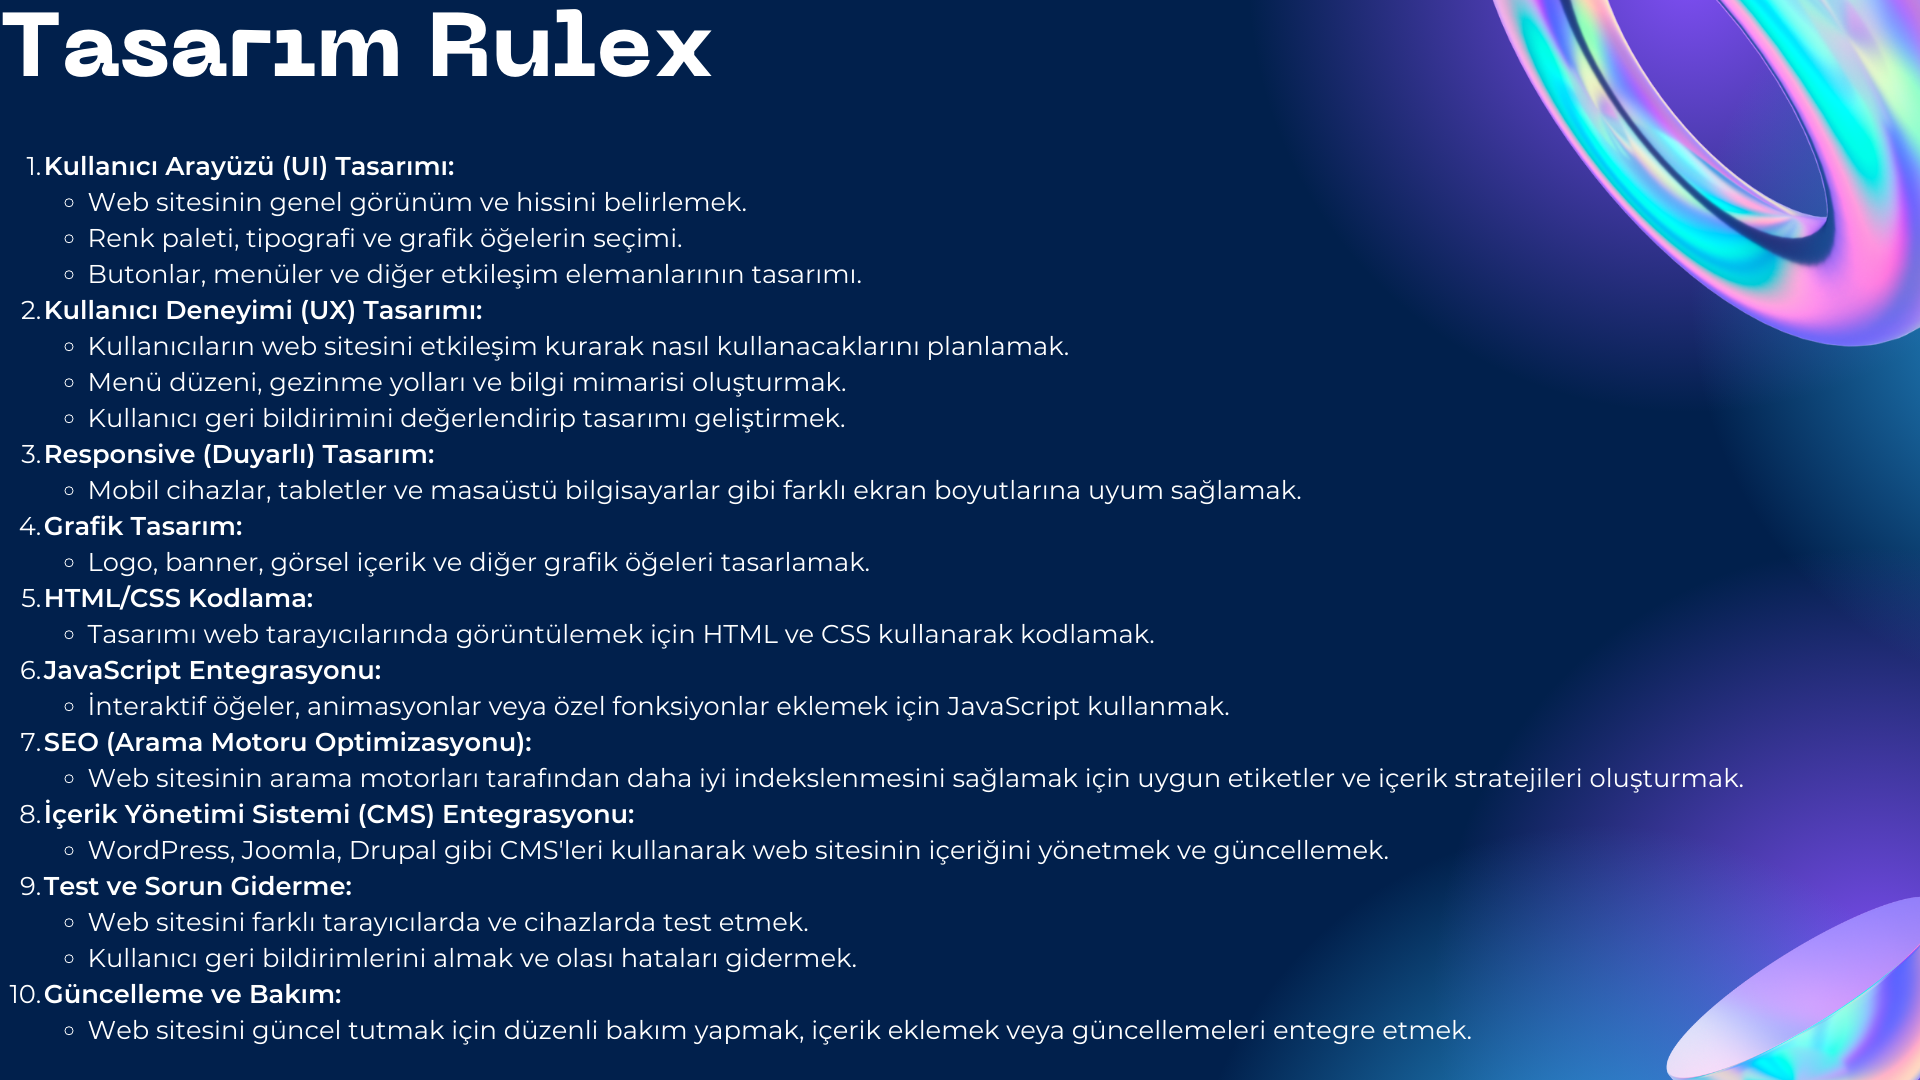 Tasarım Rulex
1. Kullanıcı Arayüzü (UI) Tasarımı:
◦ Web sitesinin genel görünüm ve hissini belirlemek.
◦ Renk paleti, tipografi ve grafik öğelerin seçimi.
◦ Butonlar, menüler ve diğer etkileşim elemanlarının tasarımı.
2. Kullanıcı Deneyimi (UX) Tasarımı:
◦ Kullanıcıların web sitesini etkileşim kurarak nasıl kullanacaklarını planlamak.
◦ Menü düzeni, gezinme yolları ve bilgi mimarisi oluşturmak.
◦ Kullanıcı geri bildirimini değerlendirip tasarımı geliştirmek.
3. Responsive (Duyarlı) Tasarım:
◦ Mobil cihazlar, tabletler ve masaüstü bilgisayarlar gibi farklı ekran boyutlarına uyum sağlamak.
4. Grafik Tasarım:
◦ Logo, banner, görsel içerik ve diğer grafik öğeleri tasarlamak.
5. HTML/CSS Kodlama:
◦ Tasarımı web tarayıcılarında görüntülemek için HTML ve CSS kullanarak kodlamak.
6. JavaScript Entegrasyonu:
◦ İnteraktif öğeler, animasyonlar veya özel fonksiyonlar eklemek için JavaScript kullanmak.
7. SEO (Arama Motoru Optimizasyonu):
◦ Web sitesinin arama motorları tarafından daha iyi indekslenmesini sağlamak için uygun etiketler ve içerik stratejileri oluşturmak.
8. İçerik Yönetimi Sistemi (CMS) Entegrasyonu:
◦ WordPress, Joomla, Drupal gibi CMS'leri kullanarak web sitesinin içeriğini yönetmek ve güncellemek.
9. Test ve Sorun Giderme:
◦ Web sitesini farklı tarayıcılarda ve cihazlarda test etmek.
◦ Kullanıcı geri bildirimlerini almak ve olası hataları gidermek.
10. Güncelleme ve Bakım:
◦ Web sitesini güncel tutmak için düzenli bakım yapmak, içerik eklemek veya güncellemeleri entegre etmek.